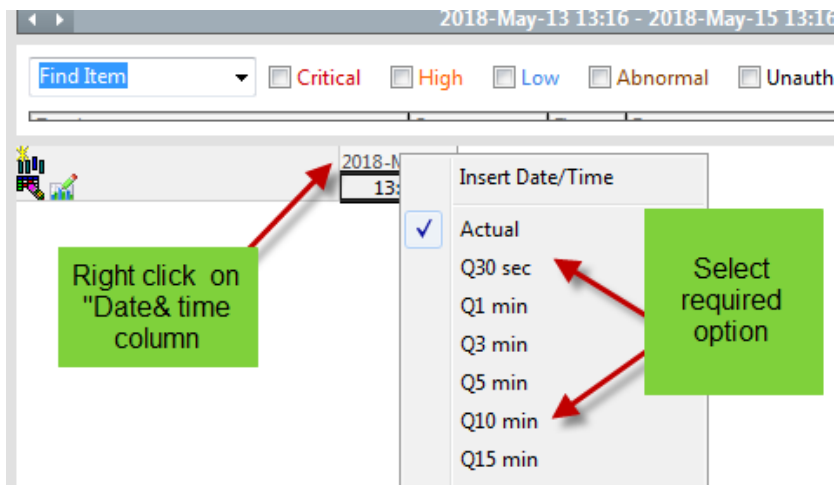 2018-May-13 13:16 - 2018-May-15 13:16
Find Item Critical High Low Abnormal Unauth
2018-M
13:
Insert Date/Time
Actual
Q30 sec
Q1 min
Q3 min
Q5 min
Q10 min
Q15 min
Right click on
"Date& time
column
Select
required
option